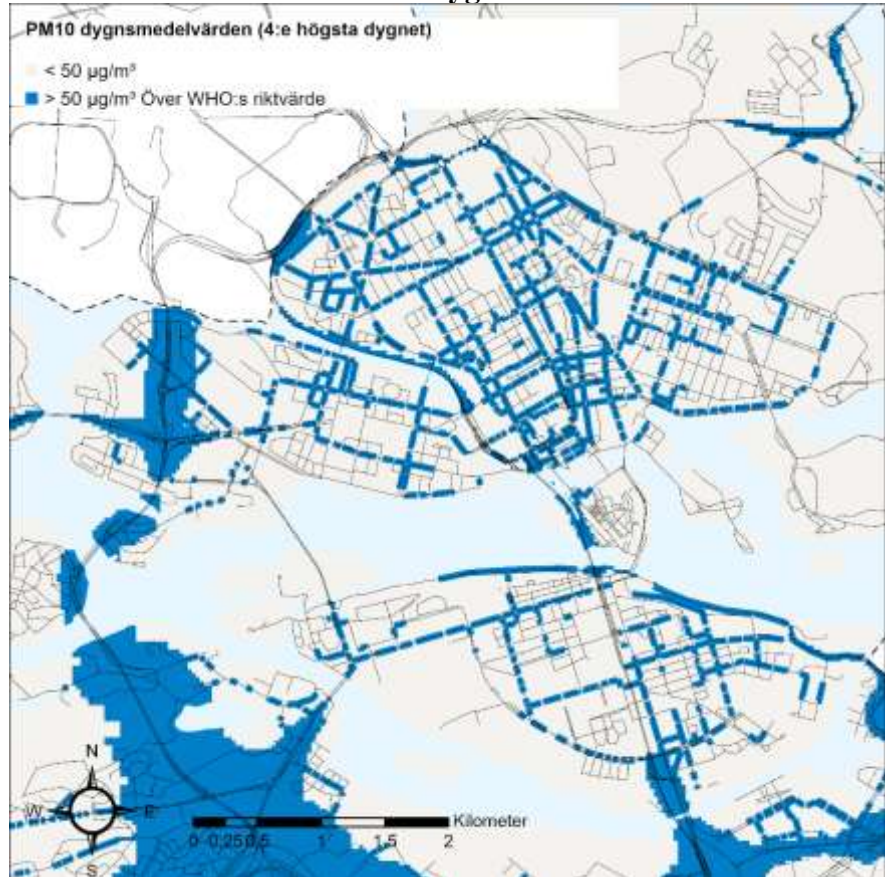 PM10 dygnsmedelvärden (4:e högsta dygnet)
< 50 µg/m³
> 50 µg/m³ Över WHO:s riktvärde
N
W E
S
Kilometer
0 0,25 0,5 1 1,5 2